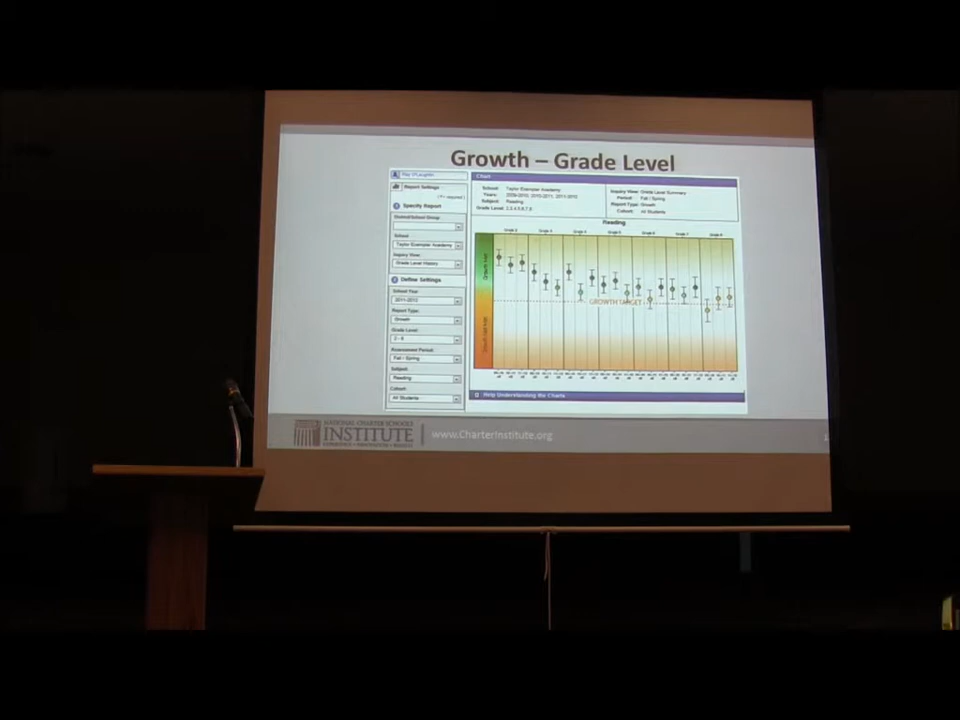 Growth – Grade Level
Chart
Report Settings
School: Taylor Exemplar Academy
Years: 2009-2010, 2010-2011, 2011-2012
Subject: Reading
Grade Level: 2,3,4,5,6,7,8
Inquiry View: Grade Level Summary
Period: Fall / Spring
Report Type: Growth
Cohort: All Students
Specify Report
District/School Group:
School:
Taylor Exemplar Academy
Inquiry View:
Grade Level History
Define Settings
School Year
2011-2012
Report Type:
Growth
Grade Level:
2 - 8
Assessment Period:
Fall / Spring
Subject:
Reading
Cohort:
All Students
Reading
Grade 2 Grade 3 Grade 4 Grade 5 Grade 6 Grade 7 Grade 8
GROWTH TARGET
Help Understanding the Charts
NATIONAL CHARTER SCHOOLS
INSTITUTE
www.CharterInstitute.org